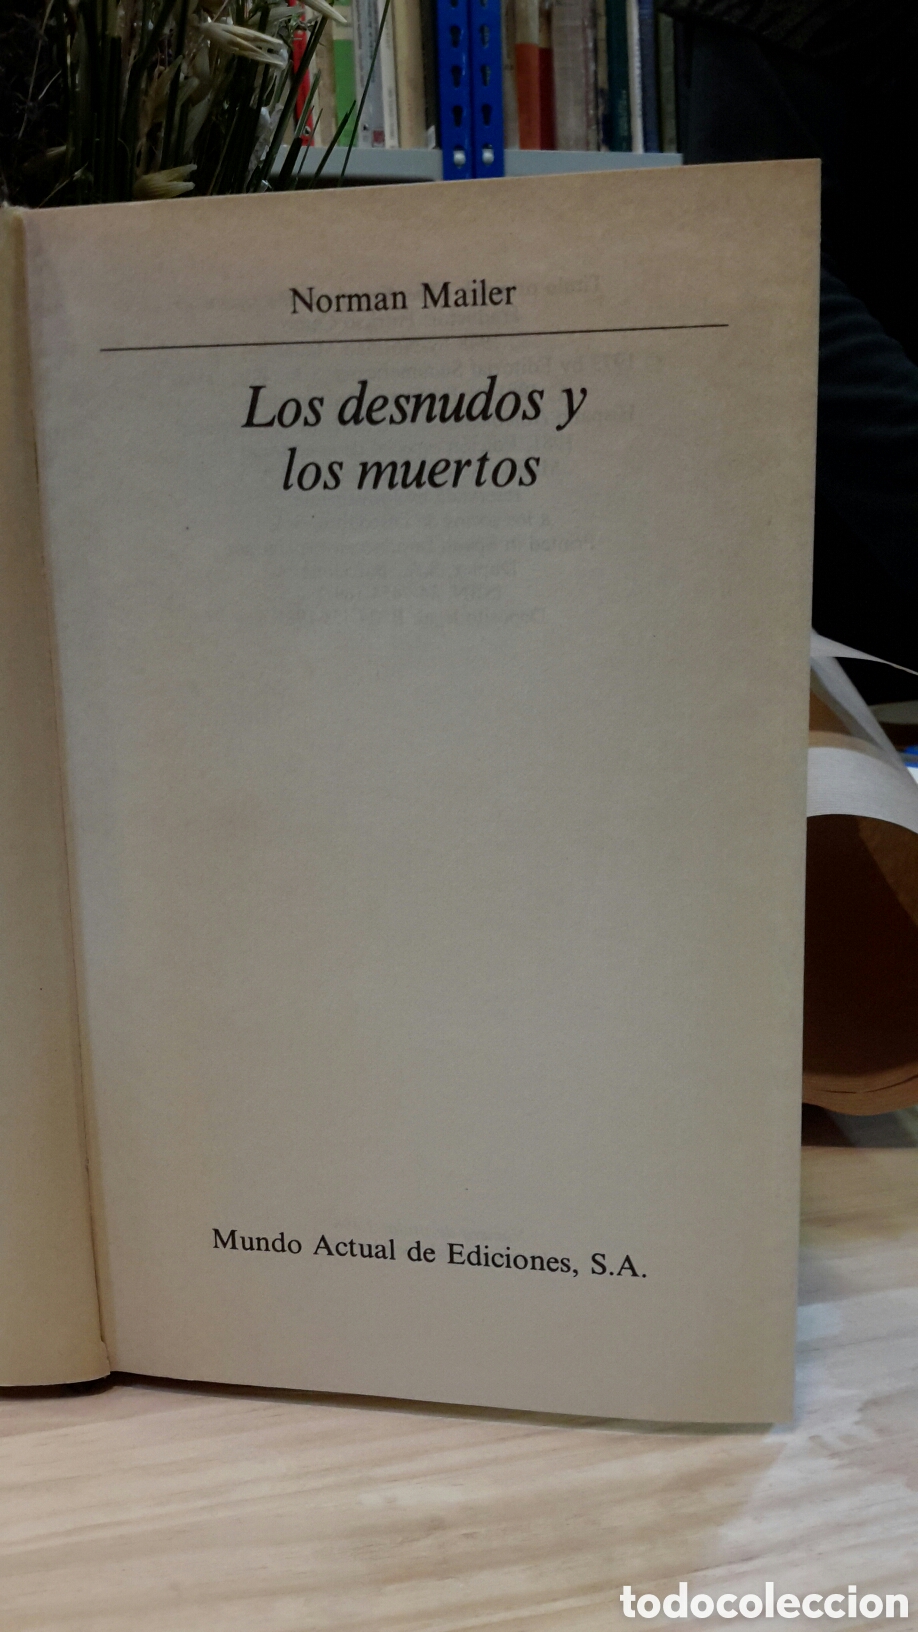 Norman Mailer
Los desnudos y
los muertos
Mundo Actual de Ediciones, S.A.
todocoleccion